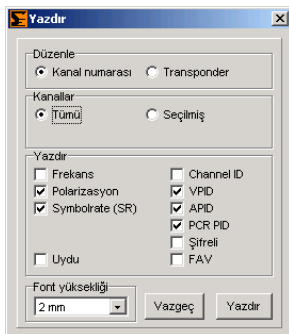 Yazdır
Düzenle
Kanal numarası Transponder
Kanallar
Tümü Seçilmiş
Yazdır
Frekans Channel ID
Polarizasyon VPID
Symbolrate (SR) APID
PCR PID
Şifreli
Uydu FAV
Font yüksekliği
2 mm Vazgeç Yazdır